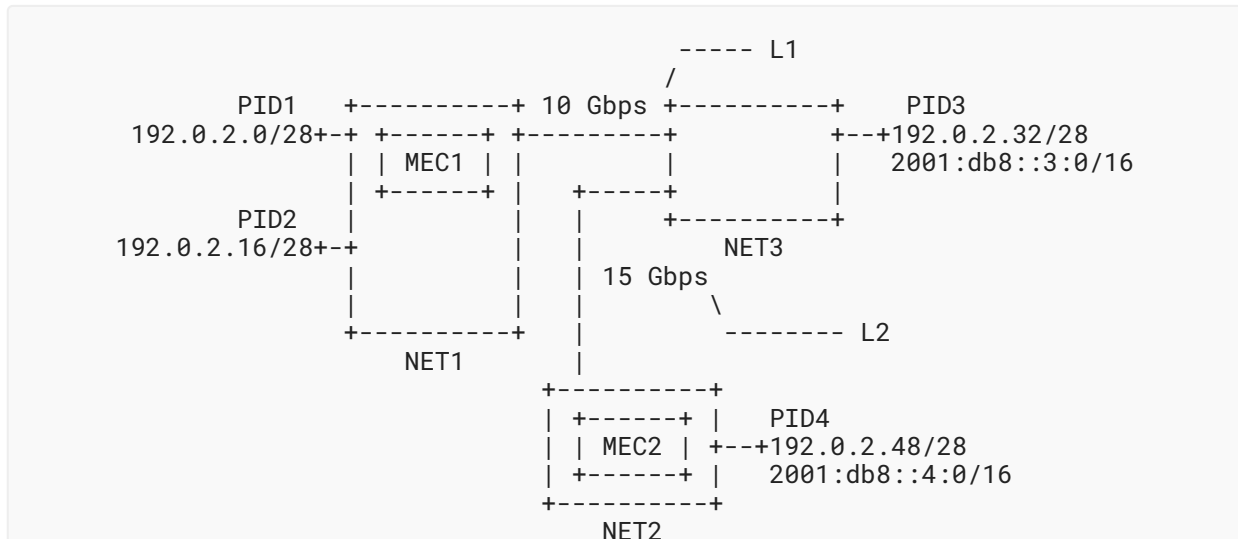 ----- L1
/
PID1 +----------+ 10 Gbps +----------+ PID3
192.0.2.0/28+-+ +------+ +---------+ +--+192.0.2.32/28
| | MEC1 | | | | 2001:db8::3:0/16
| +------+ | +-----+ |
PID2 | | | +----------+
192.0.2.16/28+-+ | | NET3
| | | 15 Gbps
| | | \
+----------+ | -------- L2
NET1 |
+----------+
| +------+ | PID4
| | MEC2 | +--+192.0.2.48/28
| +------+ | 2001:db8::4:0/16
+----------+
NET2